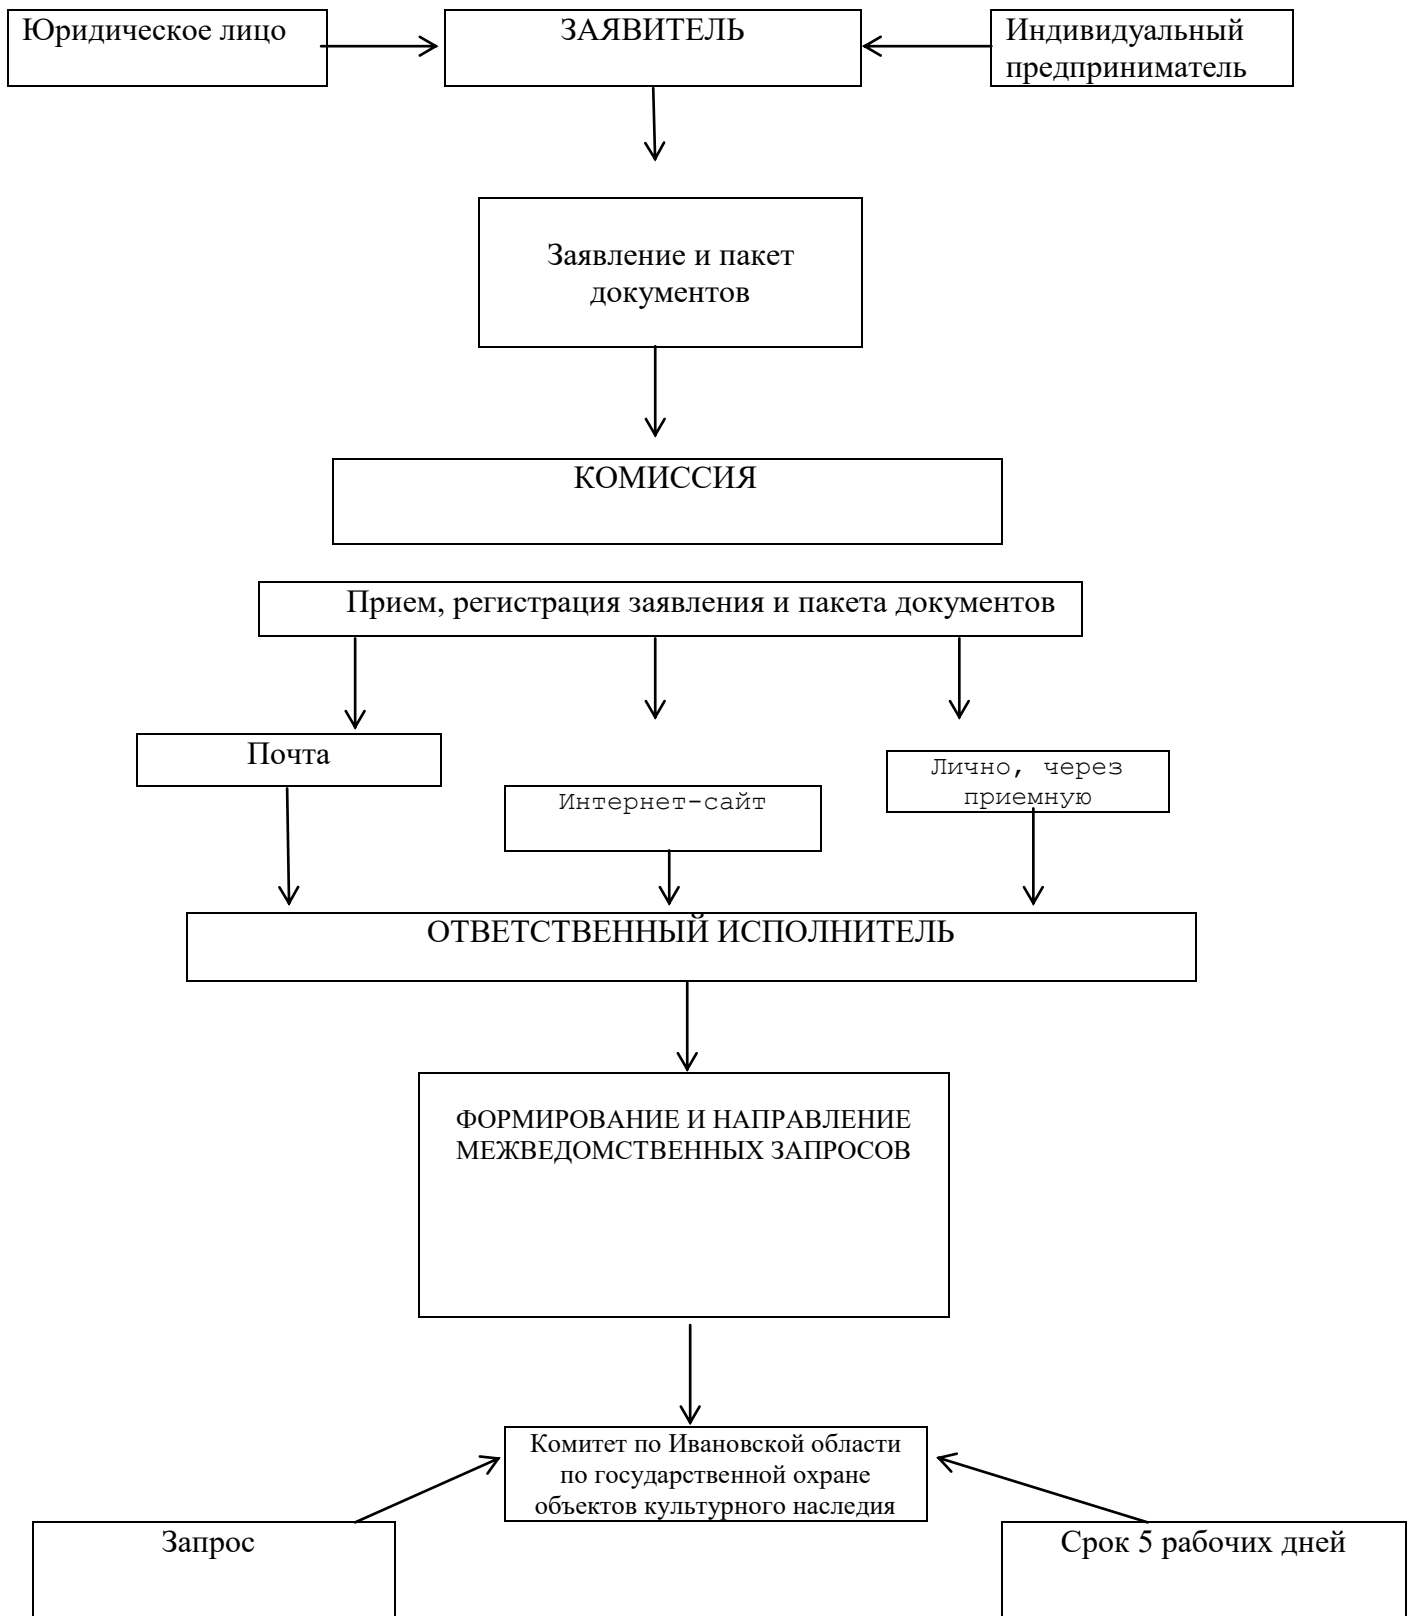 Юридическое лицо
ЗАЯВИТЕЛЬ
Индивидуальный
предприниматель
Заявление и пакет
документов
КОМИССИЯ
Прием, регистрация заявления и пакета документов
Почта
Интернет-сайт
Лично, через
приемную
ОТВЕТСТВЕННЫЙ ИСПОЛНИТЕЛЬ
ФОРМИРОВАНИЕ И НАПРАВЛЕНИЕ
МЕЖВЕДОМСТВЕННЫХ ЗАПРОСОВ
Комитет по Ивановской области
по государственной охране
объектов культурного наследия
Запрос
Срок 5 рабочих дней